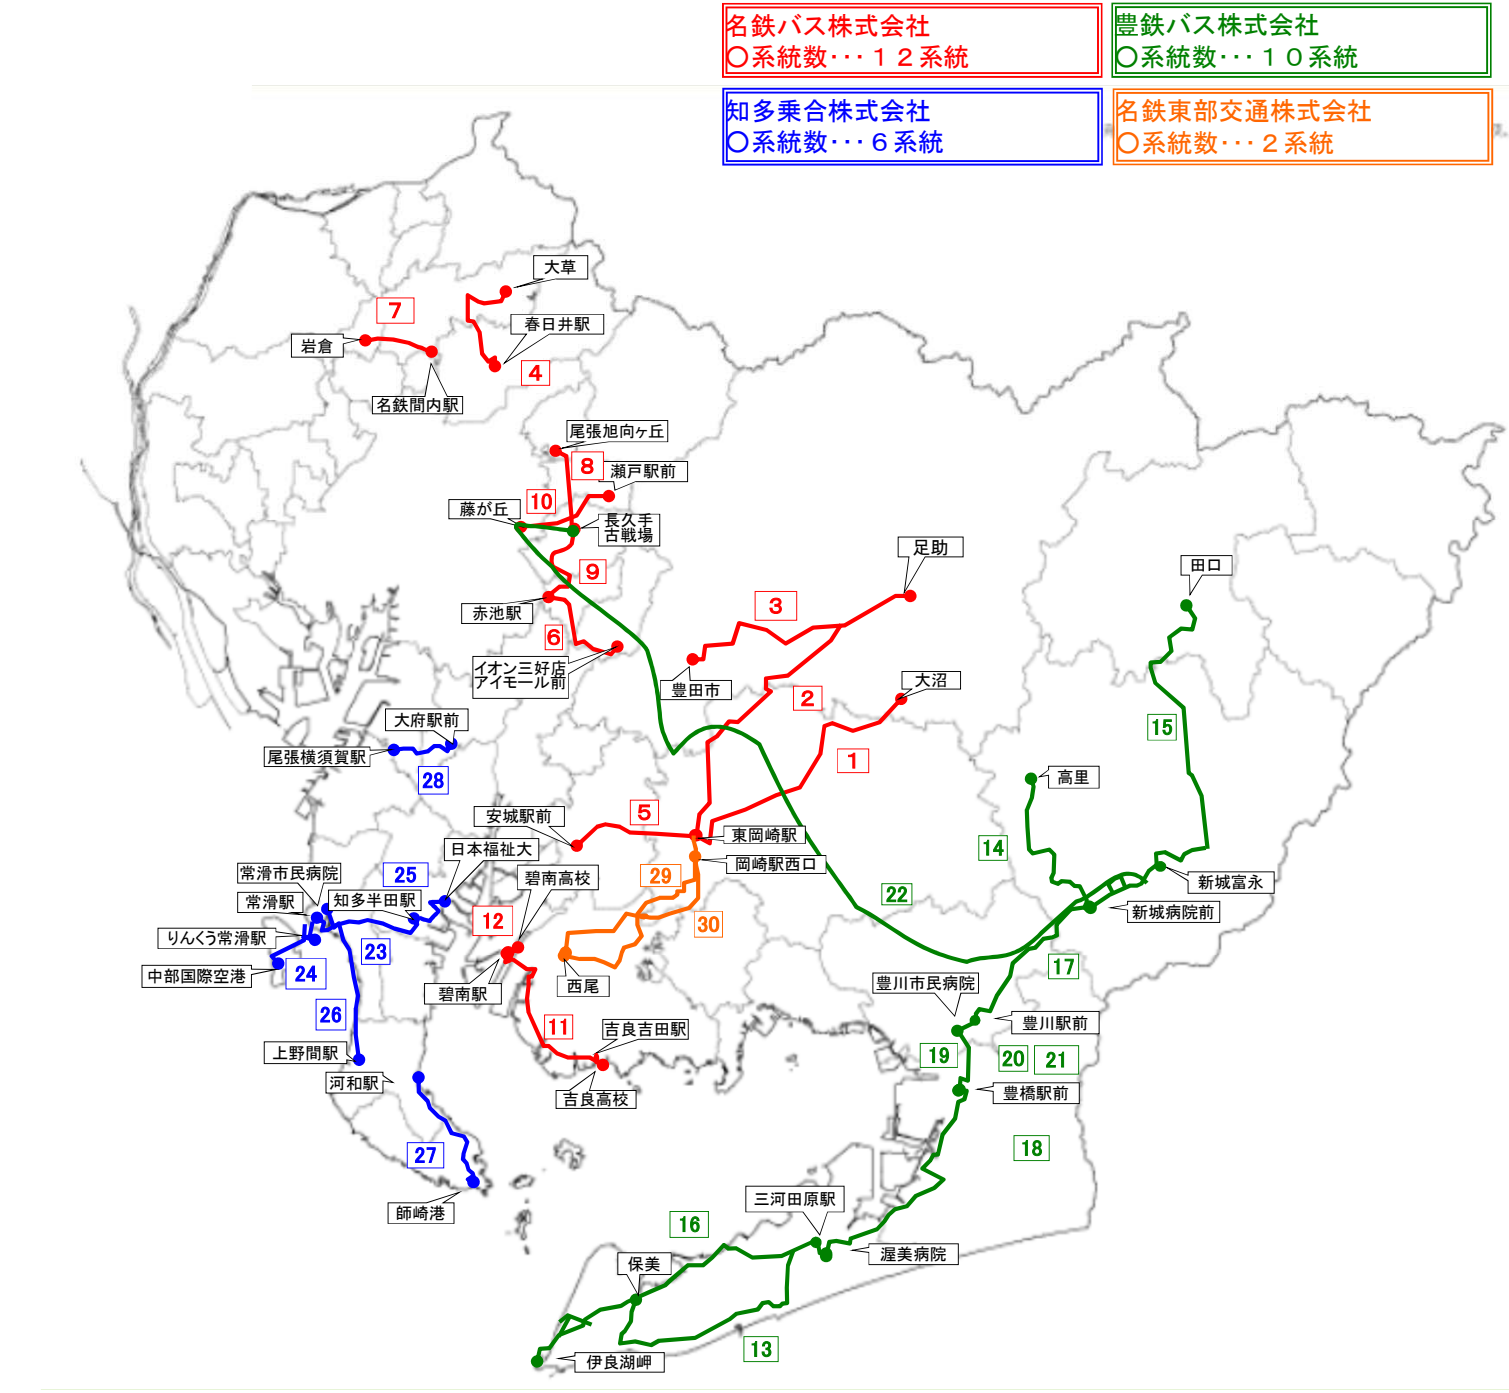 名鉄バス株式会社
〇系統数･･･１２系統
豊鉄バス株式会社
〇系統数･･･１０系統
知多乗合株式会社
〇系統数･･･６系統
名鉄東部交通株式会社
〇系統数･･･２系統
大草
7
春日井駅
岩倉
4
名鉄間内駅
尾張旭向ヶ丘
8
瀬戸駅前
10
藤が丘
長久手
古戦場
足助
田口
9
3
赤池駅
6
イオン三好店
アイモール前
豊田市
大沼
2
大府駅前
15
尾張横須賀駅
1
28
高里
安城駅前
5
東岡崎駅
日本福祉大
14
岡崎駅西口
常滑市民病院
25
碧南高校
29
新城富永
常滑駅
知多半田駅
22
新城病院前
12
30
りんくう常滑駅
23
中部国際空港
24
17
碧南駅
西尾
豊川市民病院
26
11
吉良吉田駅
豊川駅前
上野間駅
19
20
21
河和駅
吉良高校
豊橋駅前
27
18
師崎港
三河田原駅
16
渥美病院
保美
13
伊良湖岬